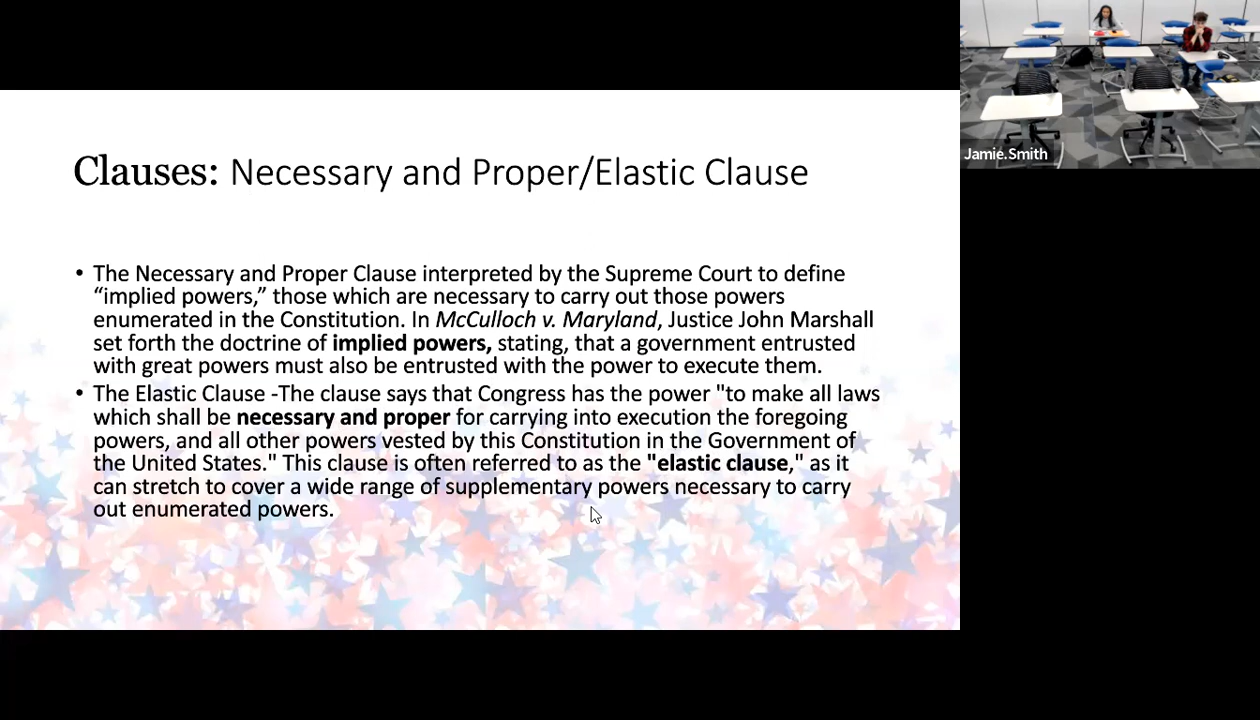 Clauses: Necessary and Proper/Elastic Clause
• The Necessary and Proper Clause interpreted by the Supreme Court to define
“implied powers,” those which are necessary to carry out those powers
enumerated in the Constitution. In McCulloch v. Maryland, Justice John Marshall
set forth the doctrine of implied powers, stating, that a government entrusted
with great powers must also be entrusted with the power to execute them.
• The Elastic Clause -The clause says that Congress has the power "to make all laws
which shall be necessary and proper for carrying into execution the foregoing
powers, and all other powers vested by this Constitution in the Government of
the United States." This clause is often referred to as the "elastic clause," as it
can stretch to cover a wide range of supplementary powers necessary to carry
out enumerated powers.
Jamie.Smith